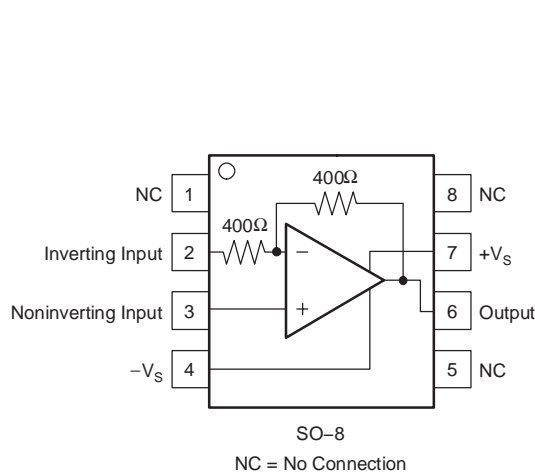 400Ω
NC 1
8 NC
400Ω
Inverting Input 2
−
7 +VS
Noninverting Input 3
+
6 Output
−VS 4
5 NC
SO–8
NC = No Connection